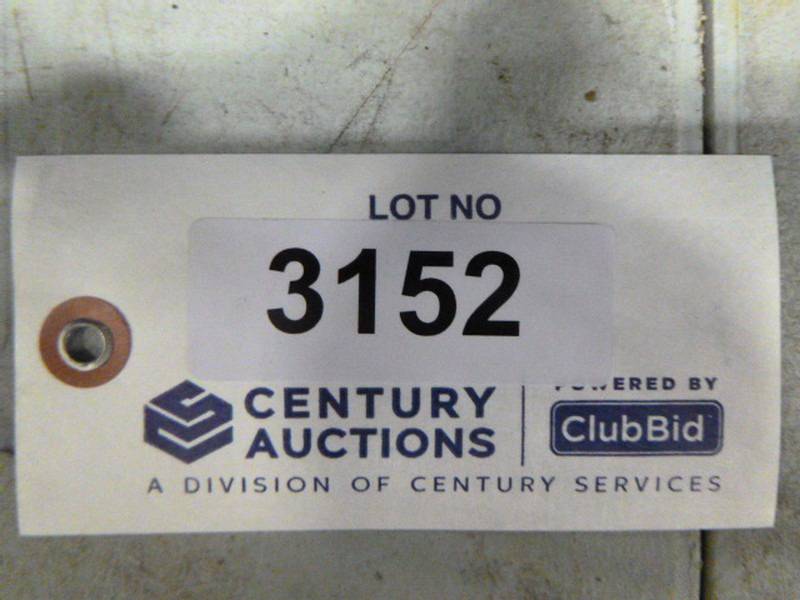 LOT NO
3152
CENTURY
AUCTIONS
POWERED BY
ClubBid
A DIVISION OF CENTURY SERVICES